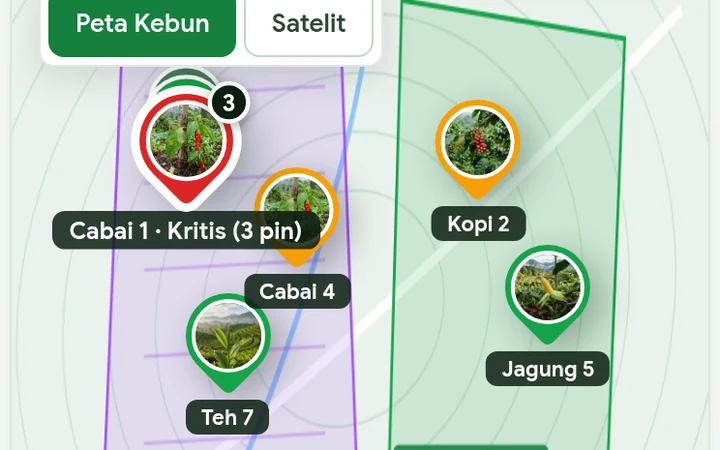 Peta Kebun
Satelit
3
Cabai 1 · Kritis (3 pin)
Kopi 2
Cabai 4
Jagung 5
Teh 7